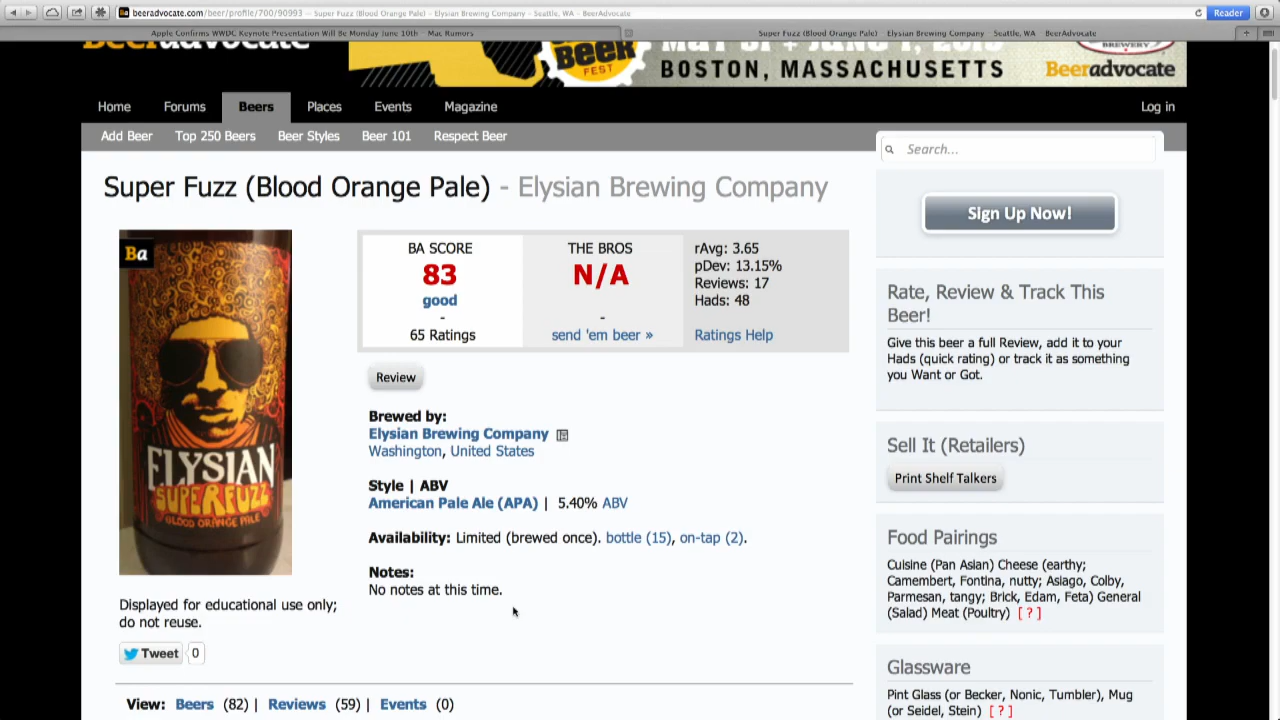 beeradvocate.com/beer/profile/700/90993 — Super Fuzz (Blood Orange Pale) – Elysian Brewing Company – Seattle, WA – BeerAdvocate
Reader
Apple Confirms WWDC Keynote Presentation Will Be Monday June 10th - Mac Rumors
Super Fuzz (Blood Orange Pale) - Elysian Brewing Company - Seattle, WA - BeerAdvocate
BeerAdvocate
BEER
FEST
MAY 31 + JUNE 1, 2013
BOSTON, MASSACHUSETTS
BREWERY
Beeradvocate
Home
Forums
Beers
Places
Events
Magazine
Log in
Add Beer
Top 250 Beers
Beer Styles
Beer 101
Respect Beer
Search...
Super Fuzz (Blood Orange Pale) - Elysian Brewing Company
Sign Up Now!
Ba
ELYSIAN
SUPERFUZZ
BLOOD ORANGE PALE
BA SCORE
83
good
-
65 Ratings
THE BROS
N/A
-
send 'em beer »
rAvg: 3.65
pDev: 13.15%
Reviews: 17
Hads: 48
Ratings Help
Review
Brewed by:
Elysian Brewing Company
Washington, United States
Style | ABV
American Pale Ale (APA) | 5.40% ABV
Availability: Limited (brewed once). bottle (15), on-tap (2).
Notes:
No notes at this time.
Displayed for educational use only;
do not reuse.
Tweet
0
View: Beers (82) | Reviews (59) | Events (0)
Rate, Review & Track This
Beer!
Give this beer a full Review, add it to your
Hads (quick rating) or track it as something
you Want or Got.
Sell It (Retailers)
Print Shelf Talkers
Food Pairings
Cuisine (Pan Asian) Cheese (earthy;
Camembert, Fontina, nutty; Asiago, Colby,
Parmesan, tangy; Brick, Edam, Feta) General
(Salad) Meat (Poultry) [ ? ]
Glassware
Pint Glass (or Becker, Nonic, Tumbler), Mug
(or Seidel, Stein) [ ? ]